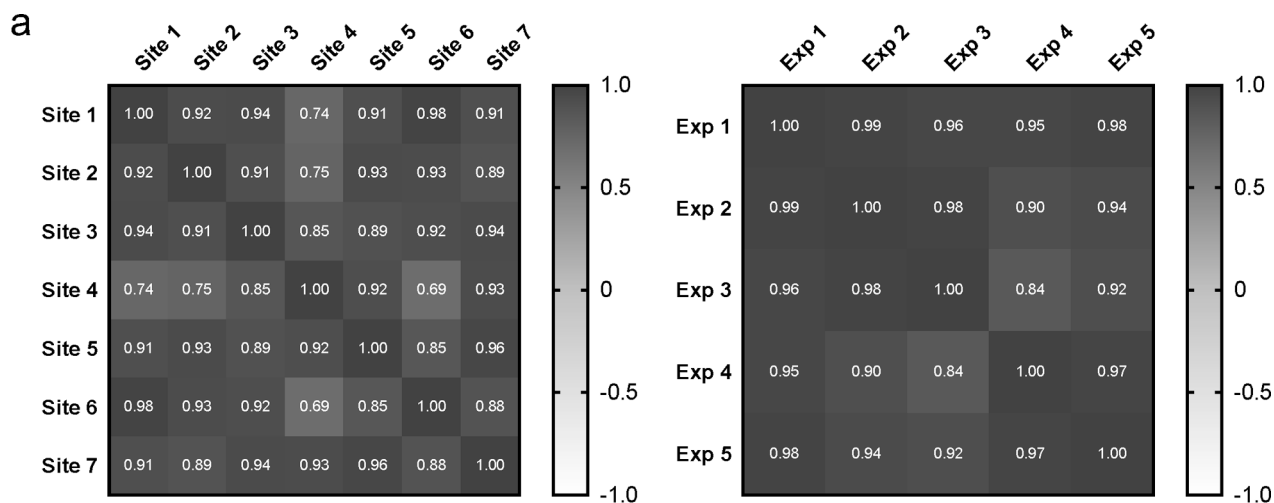 a
Site 1 Site 2 Site 3 Site 4 Site 5 Site 6 Site 7
Site 1 1.00 0.92 0.94 0.74 0.91 0.98 0.91
Site 2 0.92 1.00 0.91 0.75 0.93 0.93 0.89
Site 3 0.94 0.91 1.00 0.85 0.89 0.92 0.94
Site 4 0.74 0.75 0.85 1.00 0.92 0.69 0.93
Site 5 0.91 0.93 0.89 0.92 1.00 0.85 0.96
Site 6 0.98 0.93 0.92 0.69 0.85 1.00 0.88
Site 7 0.91 0.89 0.94 0.93 0.96 0.88 1.00
1.0
0.5
0
-0.5
-1.0
Exp 1 Exp 2 Exp 3 Exp 4 Exp 5
Exp 1 1.00 0.99 0.96 0.95 0.98
Exp 2 0.99 1.00 0.98 0.90 0.94
Exp 3 0.96 0.98 1.00 0.84 0.92
Exp 4 0.95 0.90 0.84 1.00 0.97
Exp 5 0.98 0.94 0.92 0.97 1.00
1.0
0.5
0
-0.5
-1.0